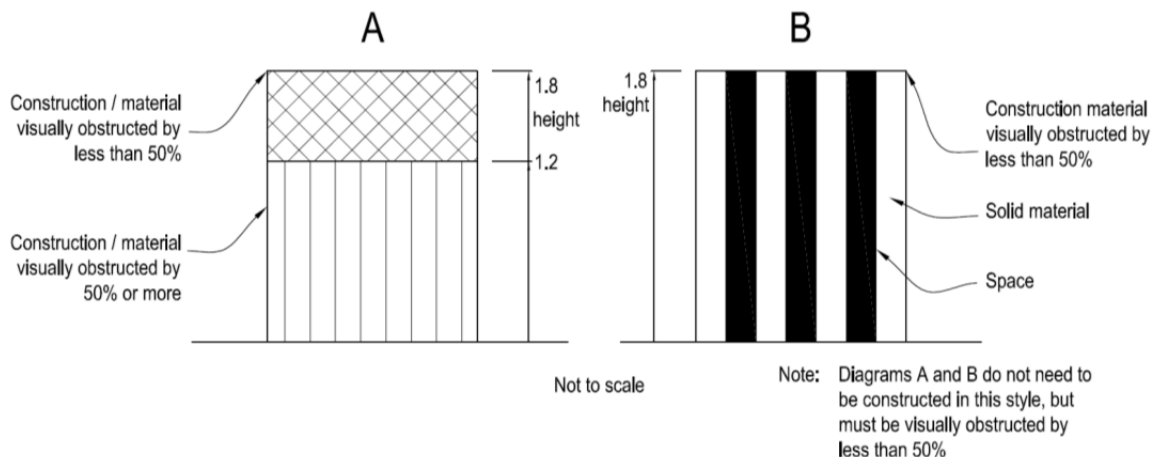 A
B
Construction / material
visually obstructed by
less than 50%
1.8
height
1.2
Construction / material
visually obstructed by
50% or more
1.8
height
Construction material
visually obstructed by
less than 50%
Solid material
Space
Not to scale
Note: Diagrams A and B do not need to
be constructed in this style, but
must be visually obstructed by
less than 50%